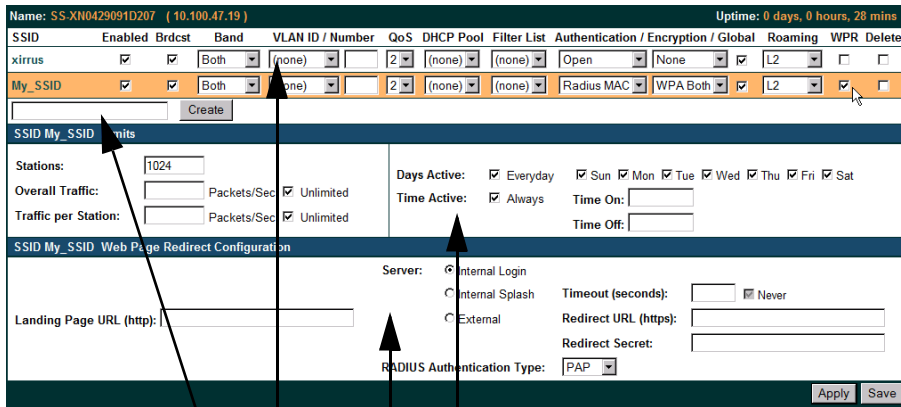 Name: SS-XN0429091D207 ( 10.100.47.19 ) Uptime: 0 days, 0 hours, 28 mins
SSID Enabled Brdcst Band VLAN ID / Number QoS DHCP Pool Filter List Authentication / Encryption / Global Roaming WPR Delete
xirrus Both (none) 2 (none) (none) Open None L2
My_SSID Both (none) 2 (none) (none) Radius MAC WPA Both L2
Create
SSID My_SSID Limits
Stations: 1024
Overall Traffic: Packets/Sec Unlimited
Traffic per Station: Packets/Sec Unlimited
Days Active: Everyday Sun Mon Tue Wed Thu Fri Sat
Time Active: Always Time On:
Time Off:
SSID My_SSID Web Page Redirect Configuration
Server: Internal Login
Internal Splash Timeout (seconds): Never
Landing Page URL (http): External Redirect URL (https):
Redirect Secret:
RADIUS Authentication Type: PAP
Apply Save